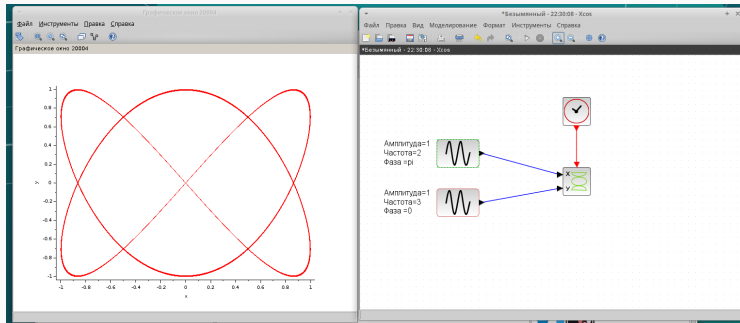 Графическое окно 20004
Файл Инструменты Правка Справка
Графическое окно 20004
1
0.8
0.6
0.4
0.2
0
-0.2
-0.4
-0.6
-0.8
-1
y
-1 -0.8 -0.6 -0.4 -0.2 0 0.2 0.4 0.6 0.8 1
x
*Безымянный - 22:30:08 - Xcos
Файл Правка Вид Моделирование Формат Инструменты Справка
*Безымянный - 22:30:08 - Xcos
Амплитуда=1
Частота=2
Фаза =pi
Амплитуда=1
Частота=3
Фаза =0
X
У